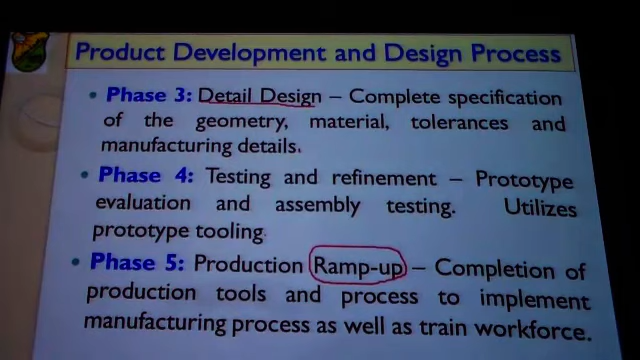 Product Development and Design Process
• Phase 3: Detail Design – Complete specification
of the geometry, material, tolerances and
manufacturing details.
• Phase 4: Testing and refinement – Prototype
evaluation and assembly testing. Utilizes
prototype tooling
• Phase 5: Production Ramp-up – Completion of
production tools and process to implement
manufacturing process as well as train workforce.